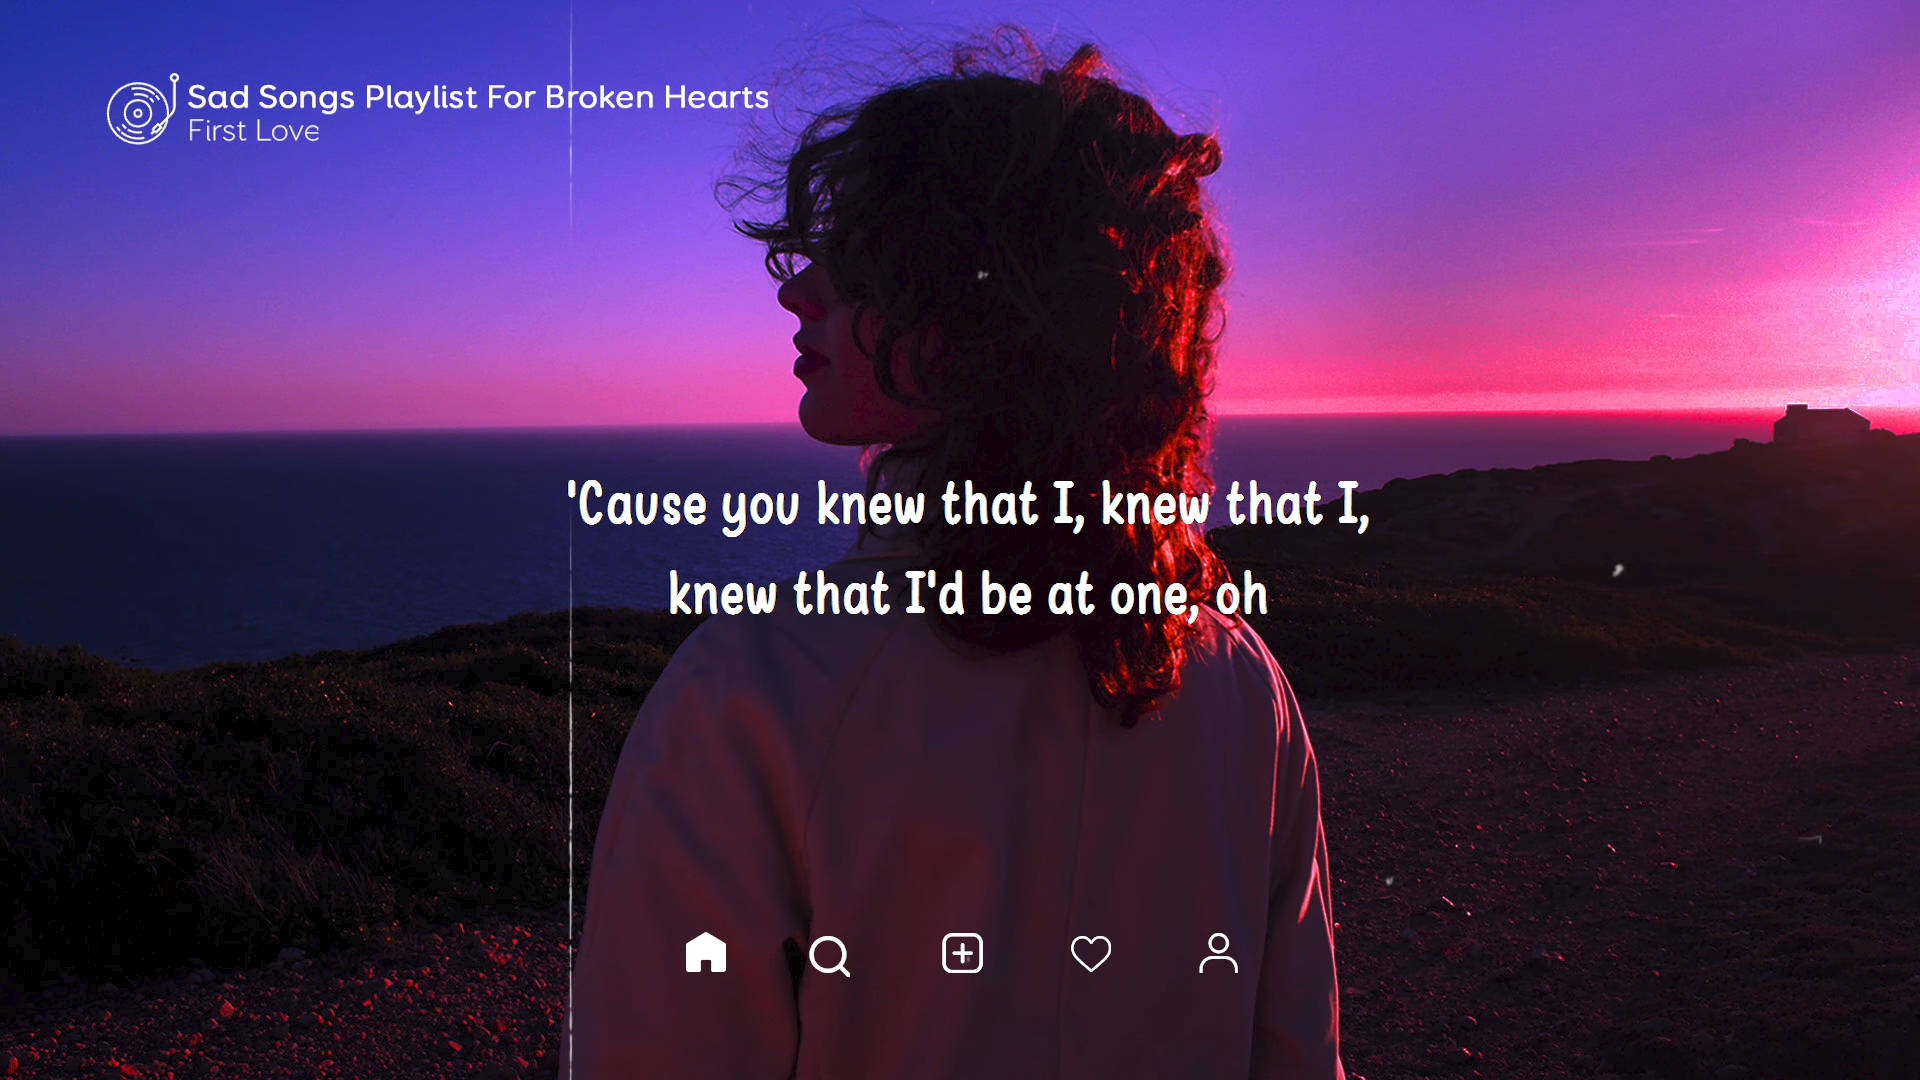 Sad Songs Playlist For Broken Hearts
First Love
'Cause you knew that I, knew that I,
knew that I'd be at one, oh